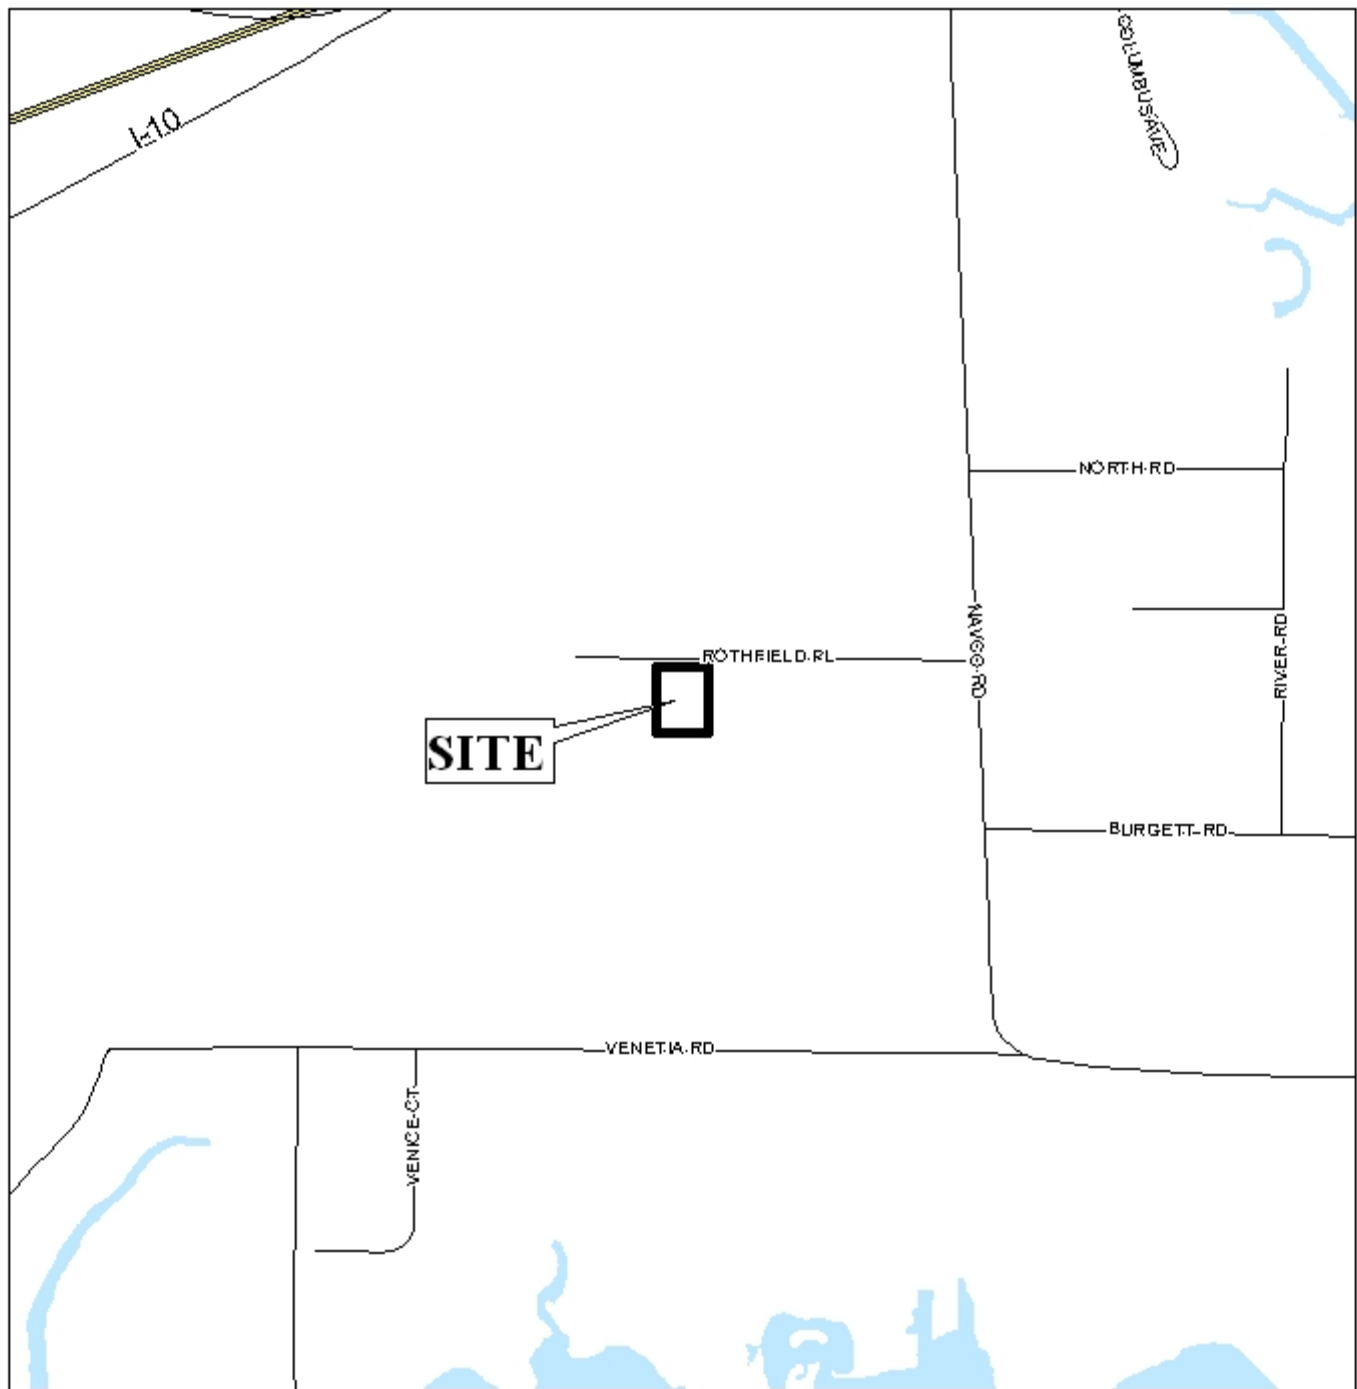 COLUMBUS AVE
I-10
NORTH RD
NAVCO RD
RIVER RD
ROTHFIELD PL
SITE
BURGETT RD
VENETIA RD
VENICE CT